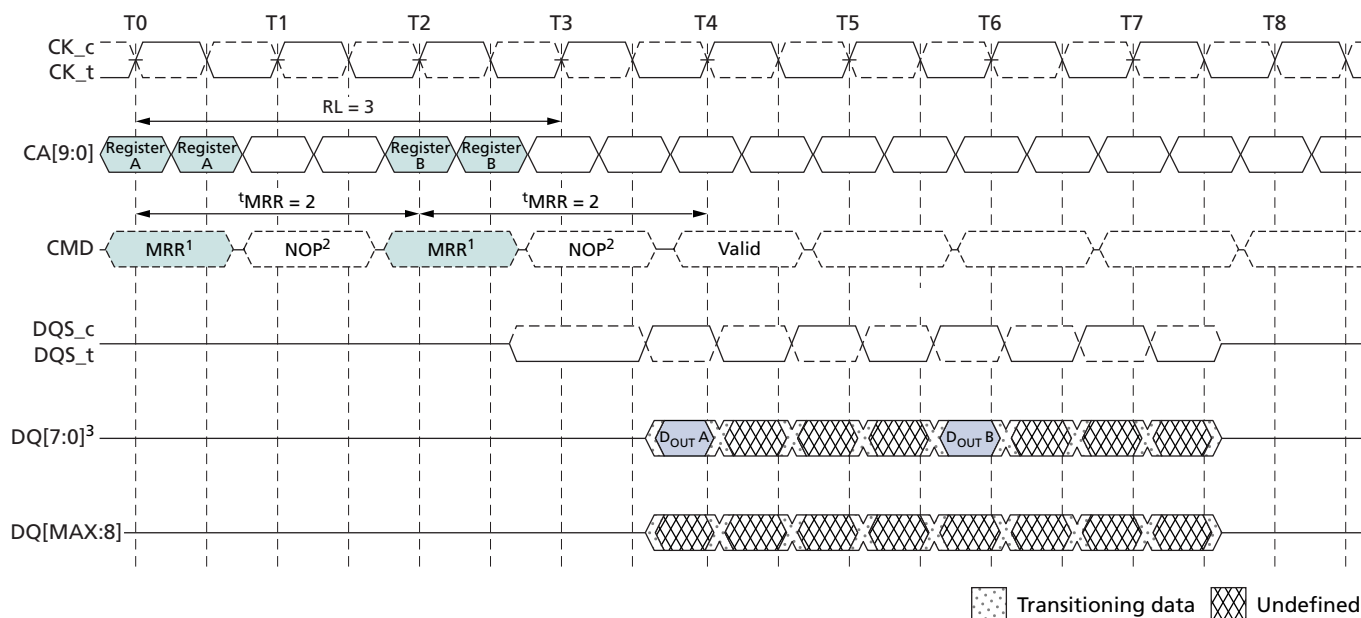 T0 T1 T2 T3 T4 T5 T6 T7 T8
CK_c
CK_t
RL = 3
CA[9:0]
Register A
Register A
Register B
Register B
tMRR = 2
tMRR = 2
CMD
MRR1
NOP2
MRR1
NOP2
Valid
DQS_c
DQS_t
DQ[7:0]3
DOUT A
DOUT B
DQ[MAX:8]
Transitioning data
Undefined